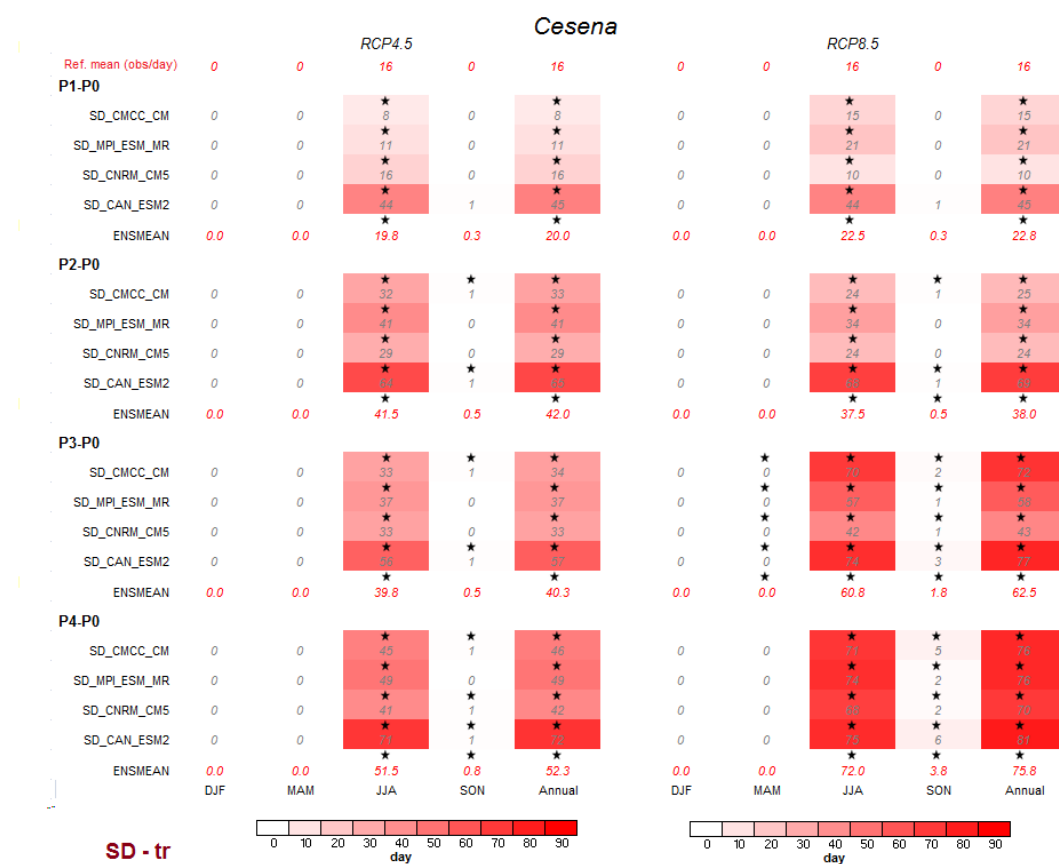 Cesena
RCP4.5 RCP8.5
Ref. mean (obs/day) 0 0 16 0 16 0 0 16 0 16
P1-P0
SD_CMCC_CM 0 0 8 0 8 0 0 15 0 15
SD_MPI_ESM_MR 0 0 11 0 11 0 0 21 0 21
SD_CNRM_CM5 0 0 16 0 16 0 0 10 0 10
SD_CAN_ESM2 0 0 44 1 45 0 0 44 1 45
ENSMEAN 0.0 0.0 19.8 0.3 20.0 0.0 0.0 22.5 0.3 22.8
P2-P0
SD_CMCC_CM 0 0 32 1 33 0 0 24 1 25
SD_MPI_ESM_MR 0 0 41 0 41 0 0 34 0 34
SD_CNRM_CM5 0 0 29 0 29 0 0 24 0 24
SD_CAN_ESM2 0 0 64 1 65 0 0 68 1 69
ENSMEAN 0.0 0.0 41.5 0.5 42.0 0.0 0.0 37.5 0.5 38.0
P3-P0
SD_CMCC_CM 0 0 33 1 34 0 0 70 2 72
SD_MPI_ESM_MR 0 0 37 0 37 0 0 57 1 58
SD_CNRM_CM5 0 0 33 0 33 0 0 42 1 43
SD_CAN_ESM2 0 0 56 1 57 0 0 74 3 77
ENSMEAN 0.0 0.0 39.8 0.5 40.3 0.0 0.0 60.8 1.8 62.5
P4-P0
SD_CMCC_CM 0 0 45 1 46 0 0 71 5 76
SD_MPI_ESM_MR 0 0 49 0 49 0 0 74 2 76
SD_CNRM_CM5 0 0 41 1 42 0 0 68 2 70
SD_CAN_ESM2 0 0 71 1 72 0 0 75 6 81
ENSMEAN 0.0 0.0 51.5 0.8 52.3 0.0 0.0 72.0 3.8 75.8
DJF MAM JJA SON Annual DJF MAM JJA SON Annual
0 10 20 30 40 50 60 70 80 90 0 10 20 30 40 50 60 70 80 90
SD - tr day day